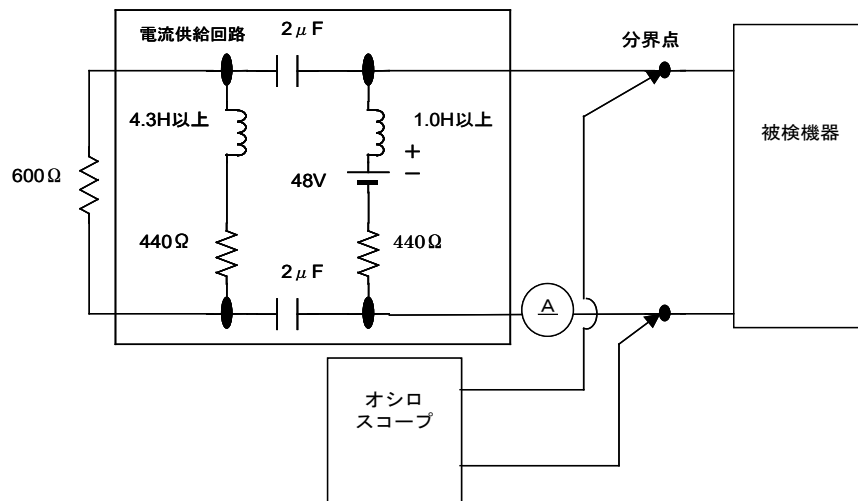 電流供給回路
2μF
分界点
4.3H以上
1.0H以上
被検機器
+
−
600Ω
48V
440Ω
440Ω
2μF
A
オシロ
スコープ